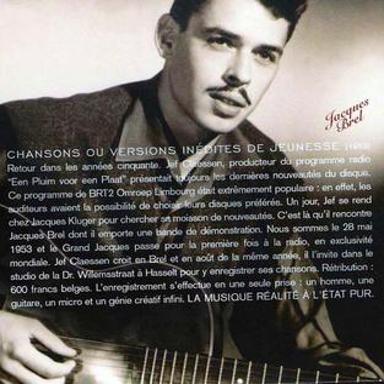 Jacques
Brel
CHANSONS OU VERSIONS INÉDITES DE JEUNESSE (1953)
Retour dans les années cinquante. Jef Claessen, producteur du programme radio
"Een Pluim voor een Plaat" présentait toujours les dernières nouveautés du disque.
Ce programme de BRT2 Omroep Limbourg était extrêmement populaire : en effet, les
auditeurs avaient la possibilité de choisir leurs disques préférés. Un jour, Jef se rend
chez Jacques Kluger pour chercher sa moisson de nouveautés. C'est là qu'il rencontre
Jacques Brel dont il emporte une bande de démonstration. Nous sommes le 28 mai
1953 et le Grand Jacques passe pour la première fois à la radio, en exclusivité
mondiale. Jef Claessen croit en Brel et en août de la même année, il l'invite dans le
studio de la Dr. Willemsstraat à Hasselt pour y enregistrer ses chansons. Rétribution :
600 francs belges. L'enregistrement s'effectue en une seule prise : un homme, une
guitare, un micro et un génie créatif infini. LA MUSIQUE RÉALITÉ À L'ÉTAT PUR.